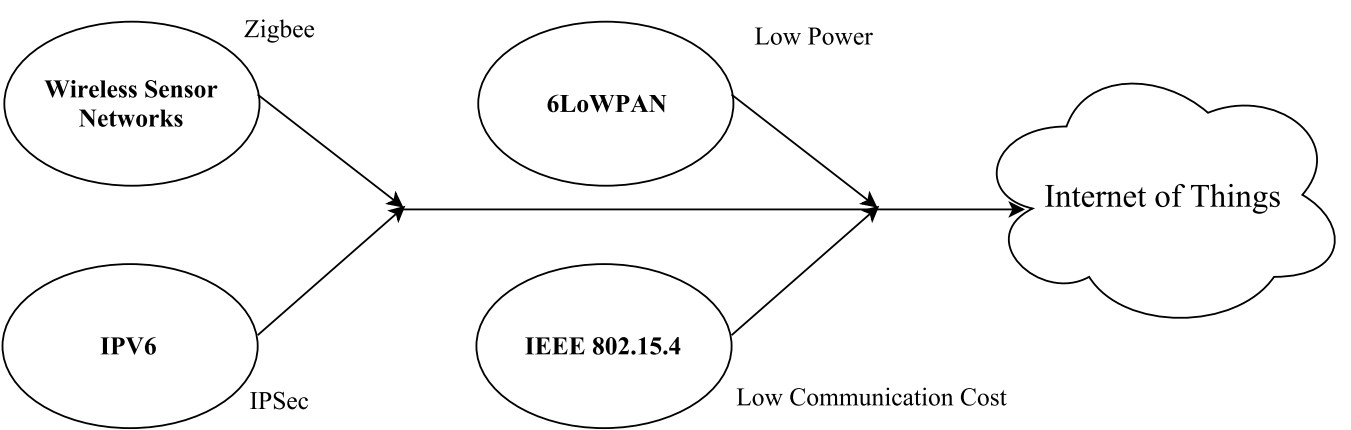 Zigbee
Wireless Sensor
Networks
Low Power
6LoWPAN
Internet of Things
IPV6
IPSec
IEEE 802.15.4
Low Communication Cost